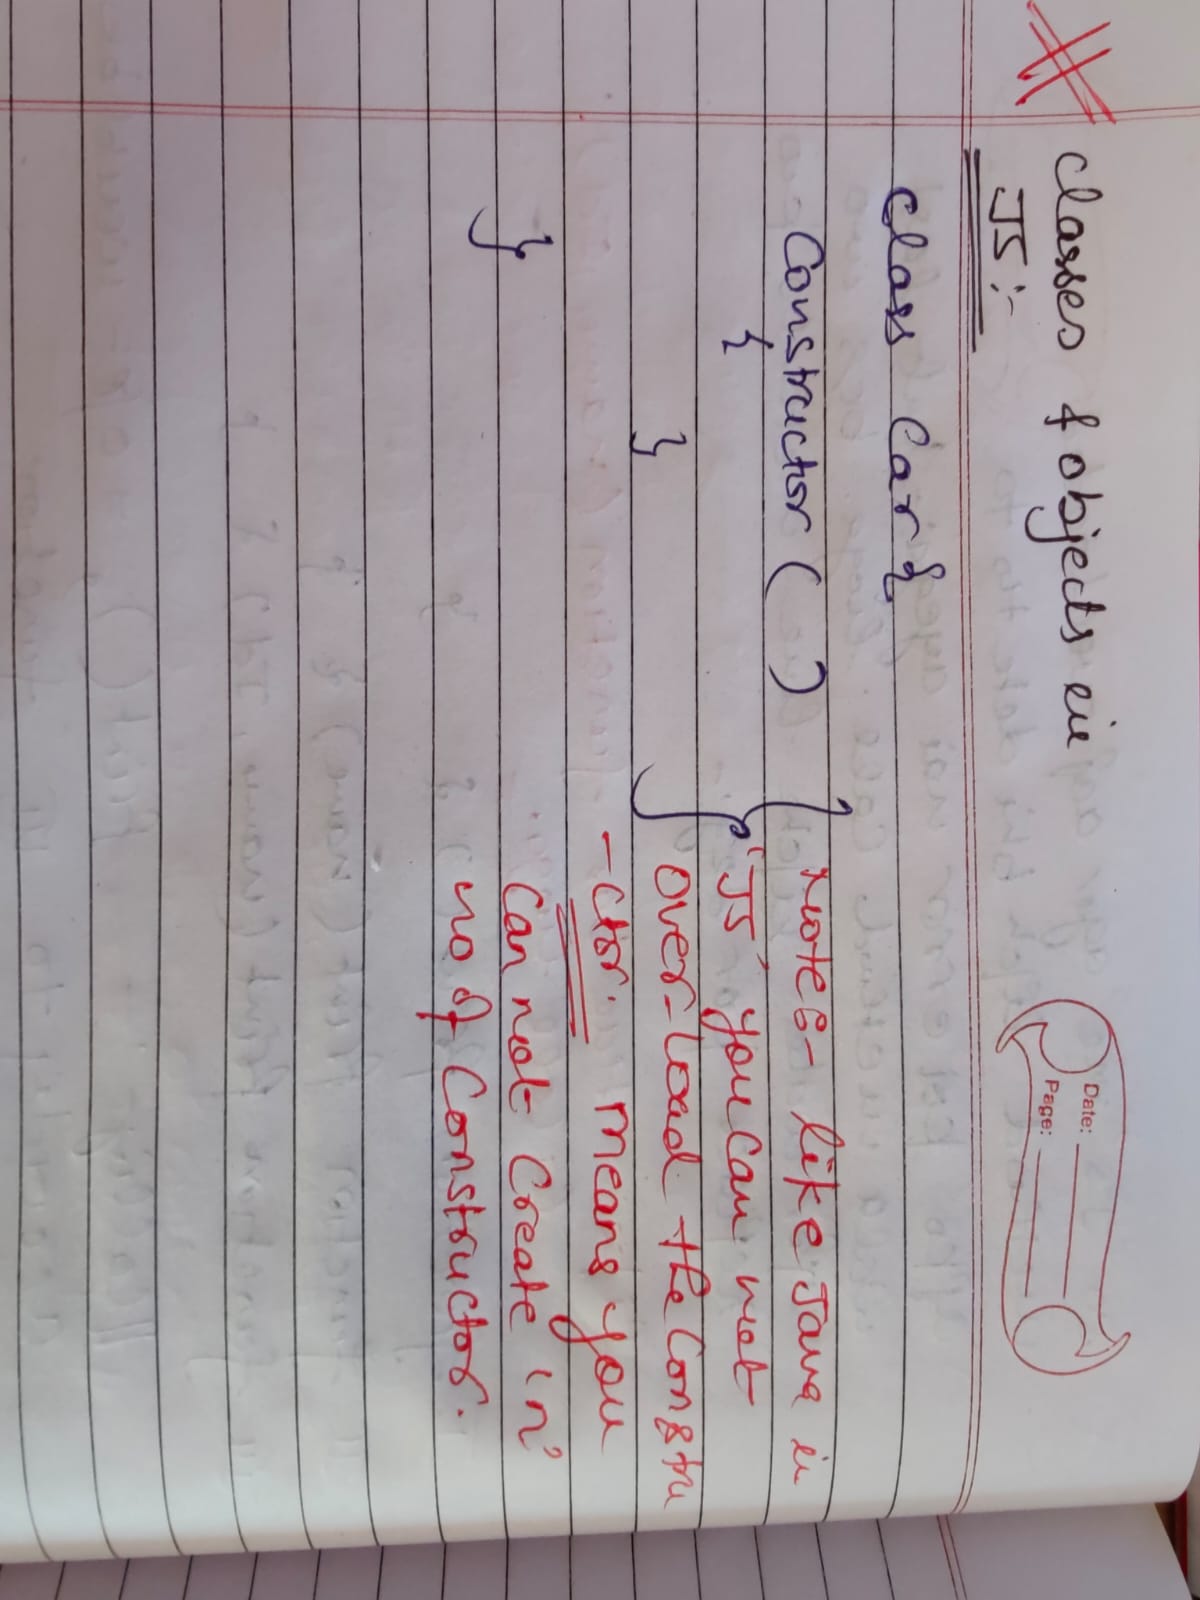 Date:
Page:
classes & objects in
JS :-
class Car {
Constructor ( )
{
}
}
Note:- like Java in
'JS' you can not
over-load the Constru
-ctor. means you
can not create 'n'
no of Constructor.